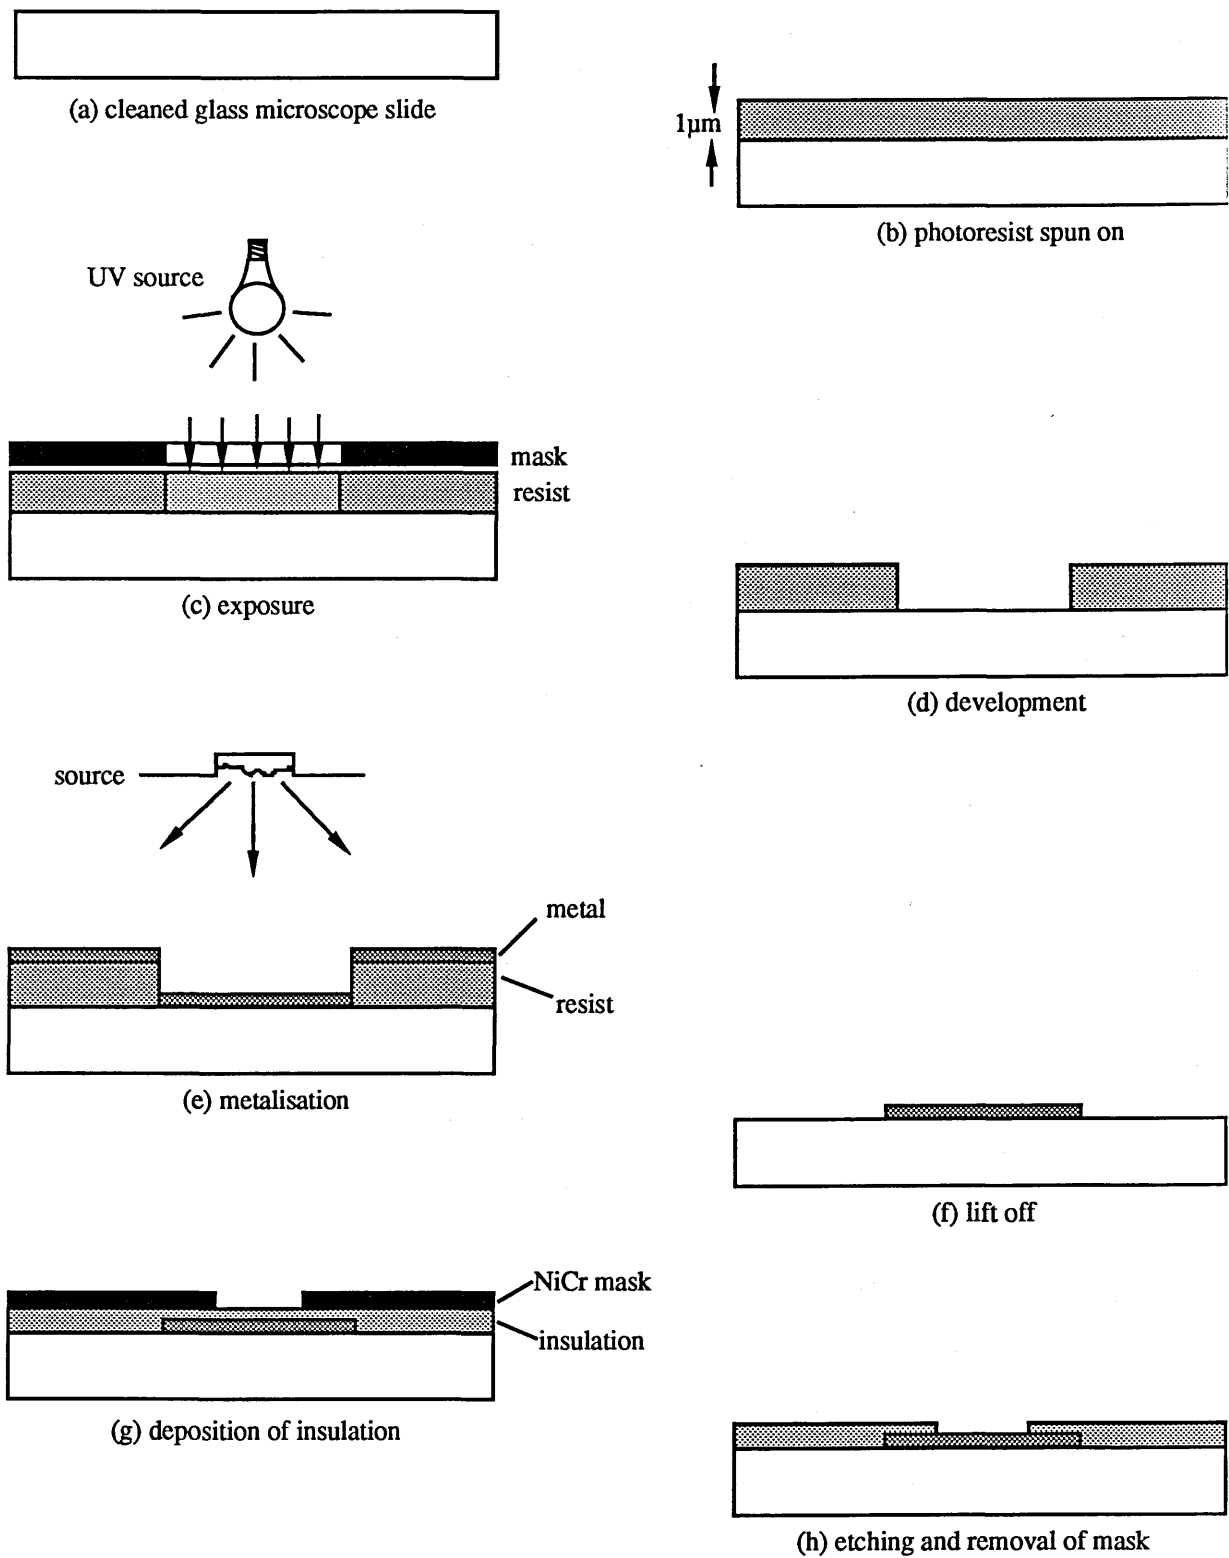 (a) cleaned glass microscope slide
1µm
(b) photoresist spun on
UV source
mask
resist
(c) exposure
(d) development
source
metal
resist
(e) metalisation
(f) lift off
NiCr mask
insulation
(g) deposition of insulation
(h) etching and removal of mask